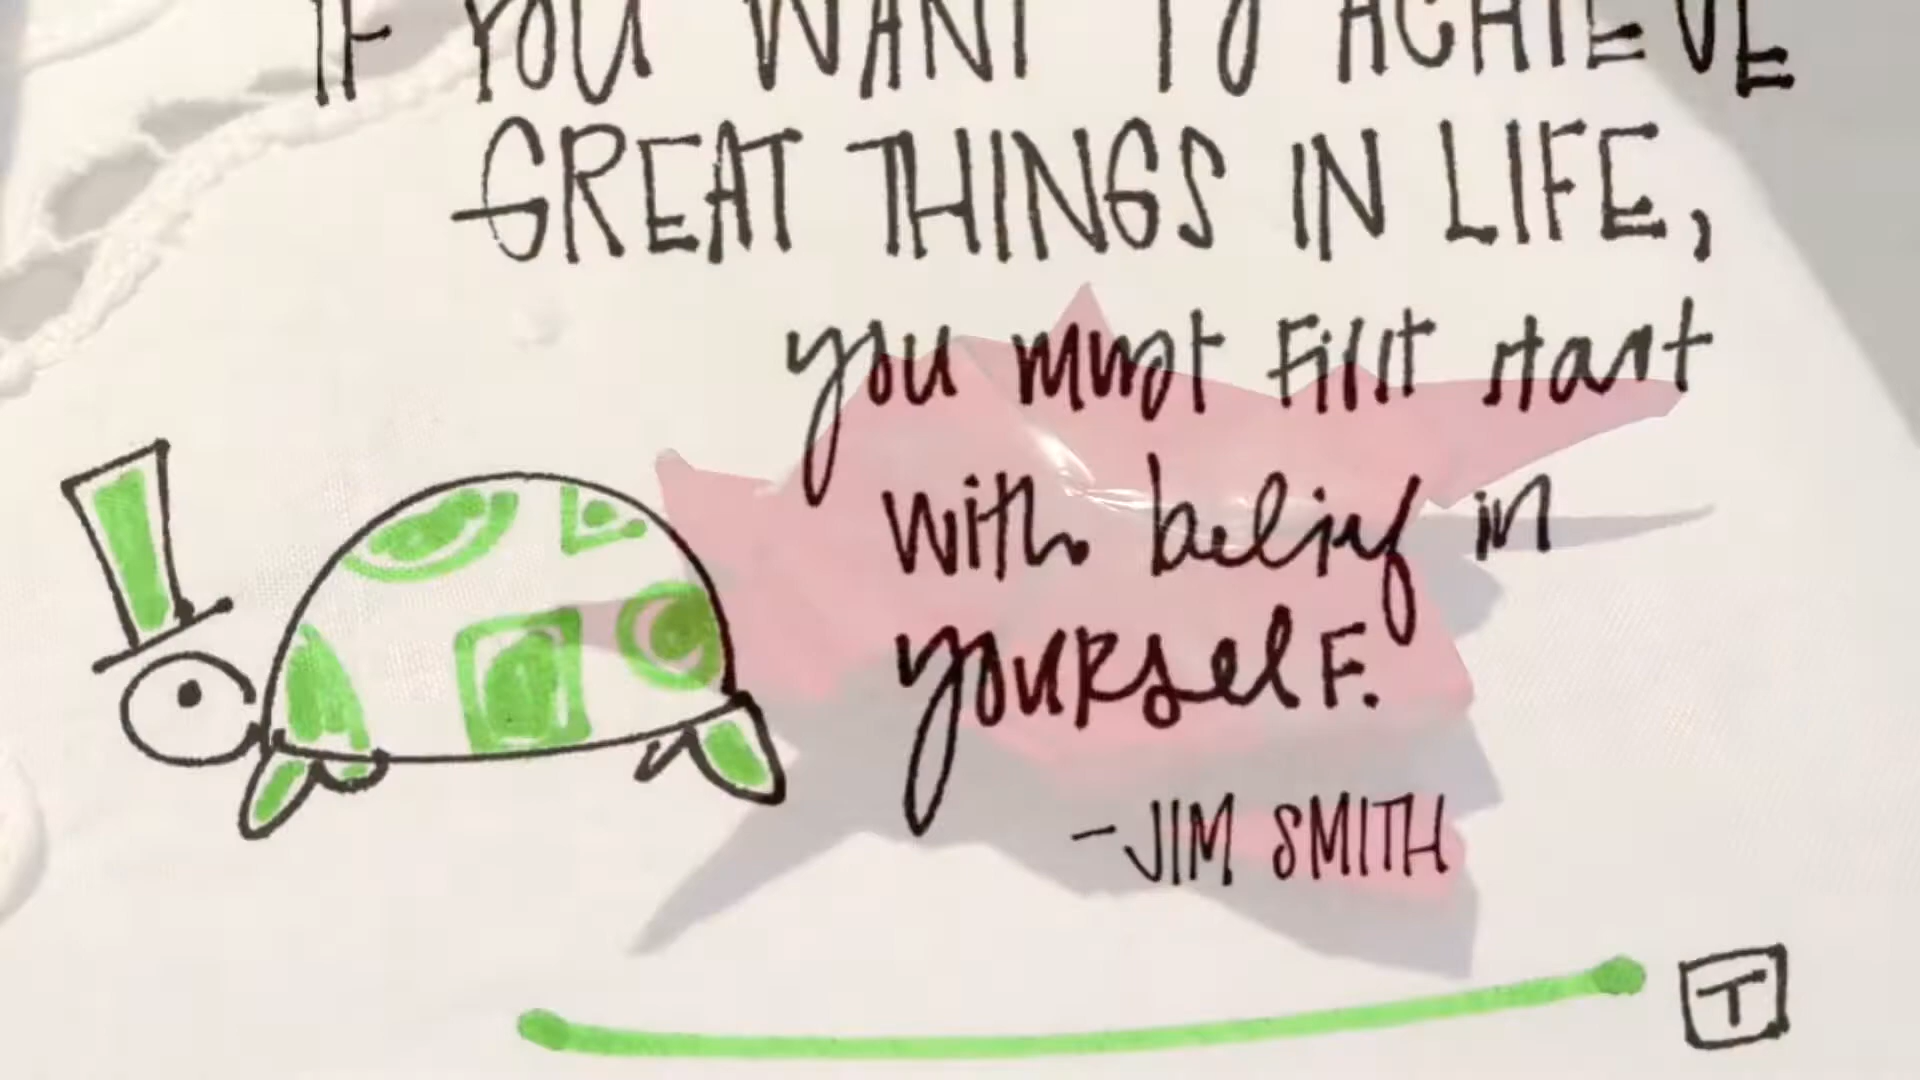 IF YOU WANT TO ACHIEVE
GREAT THINGS IN LIFE,
you must first start
with belief in
yourself.
-JIM SMITH
T